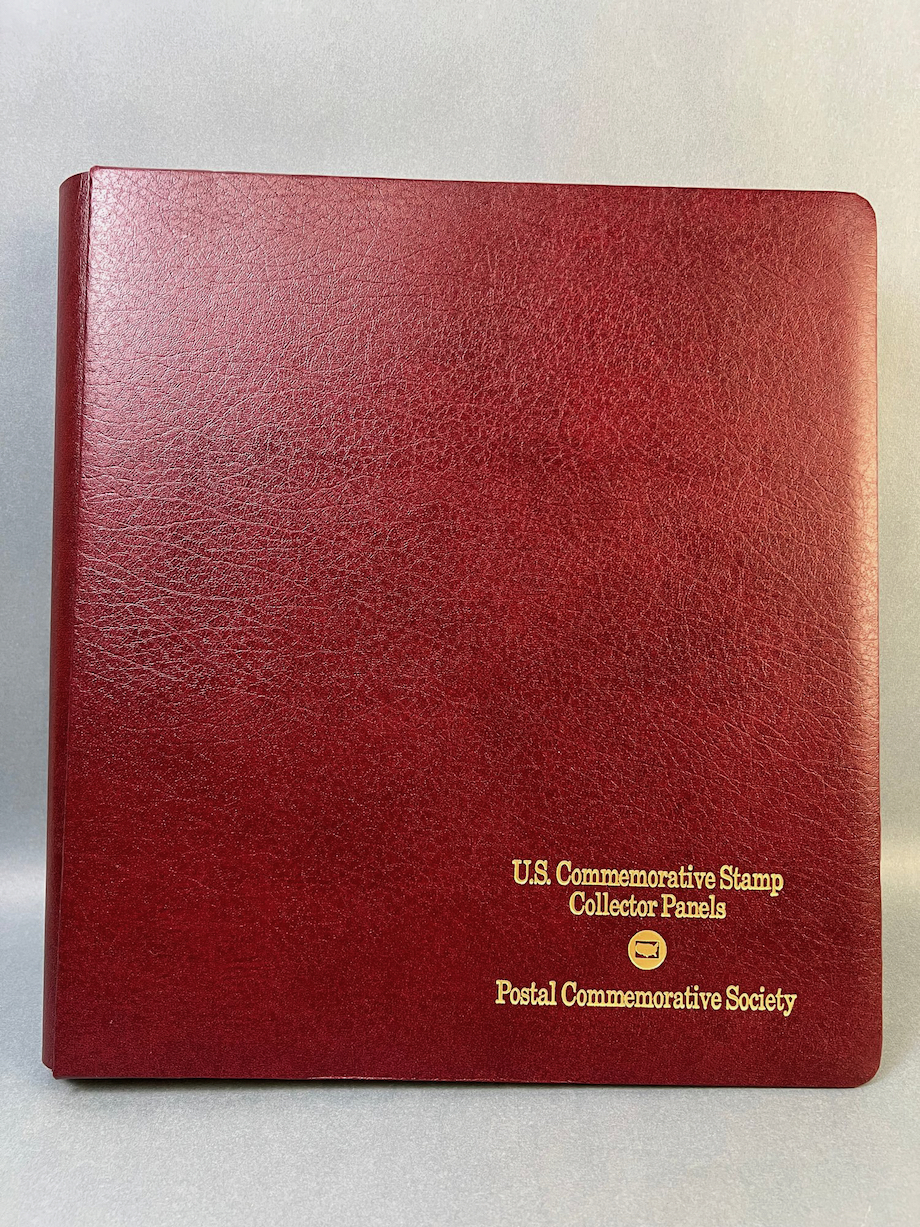 U.S. Commemorative Stamp
Collector Panels
Postal Commemorative Society